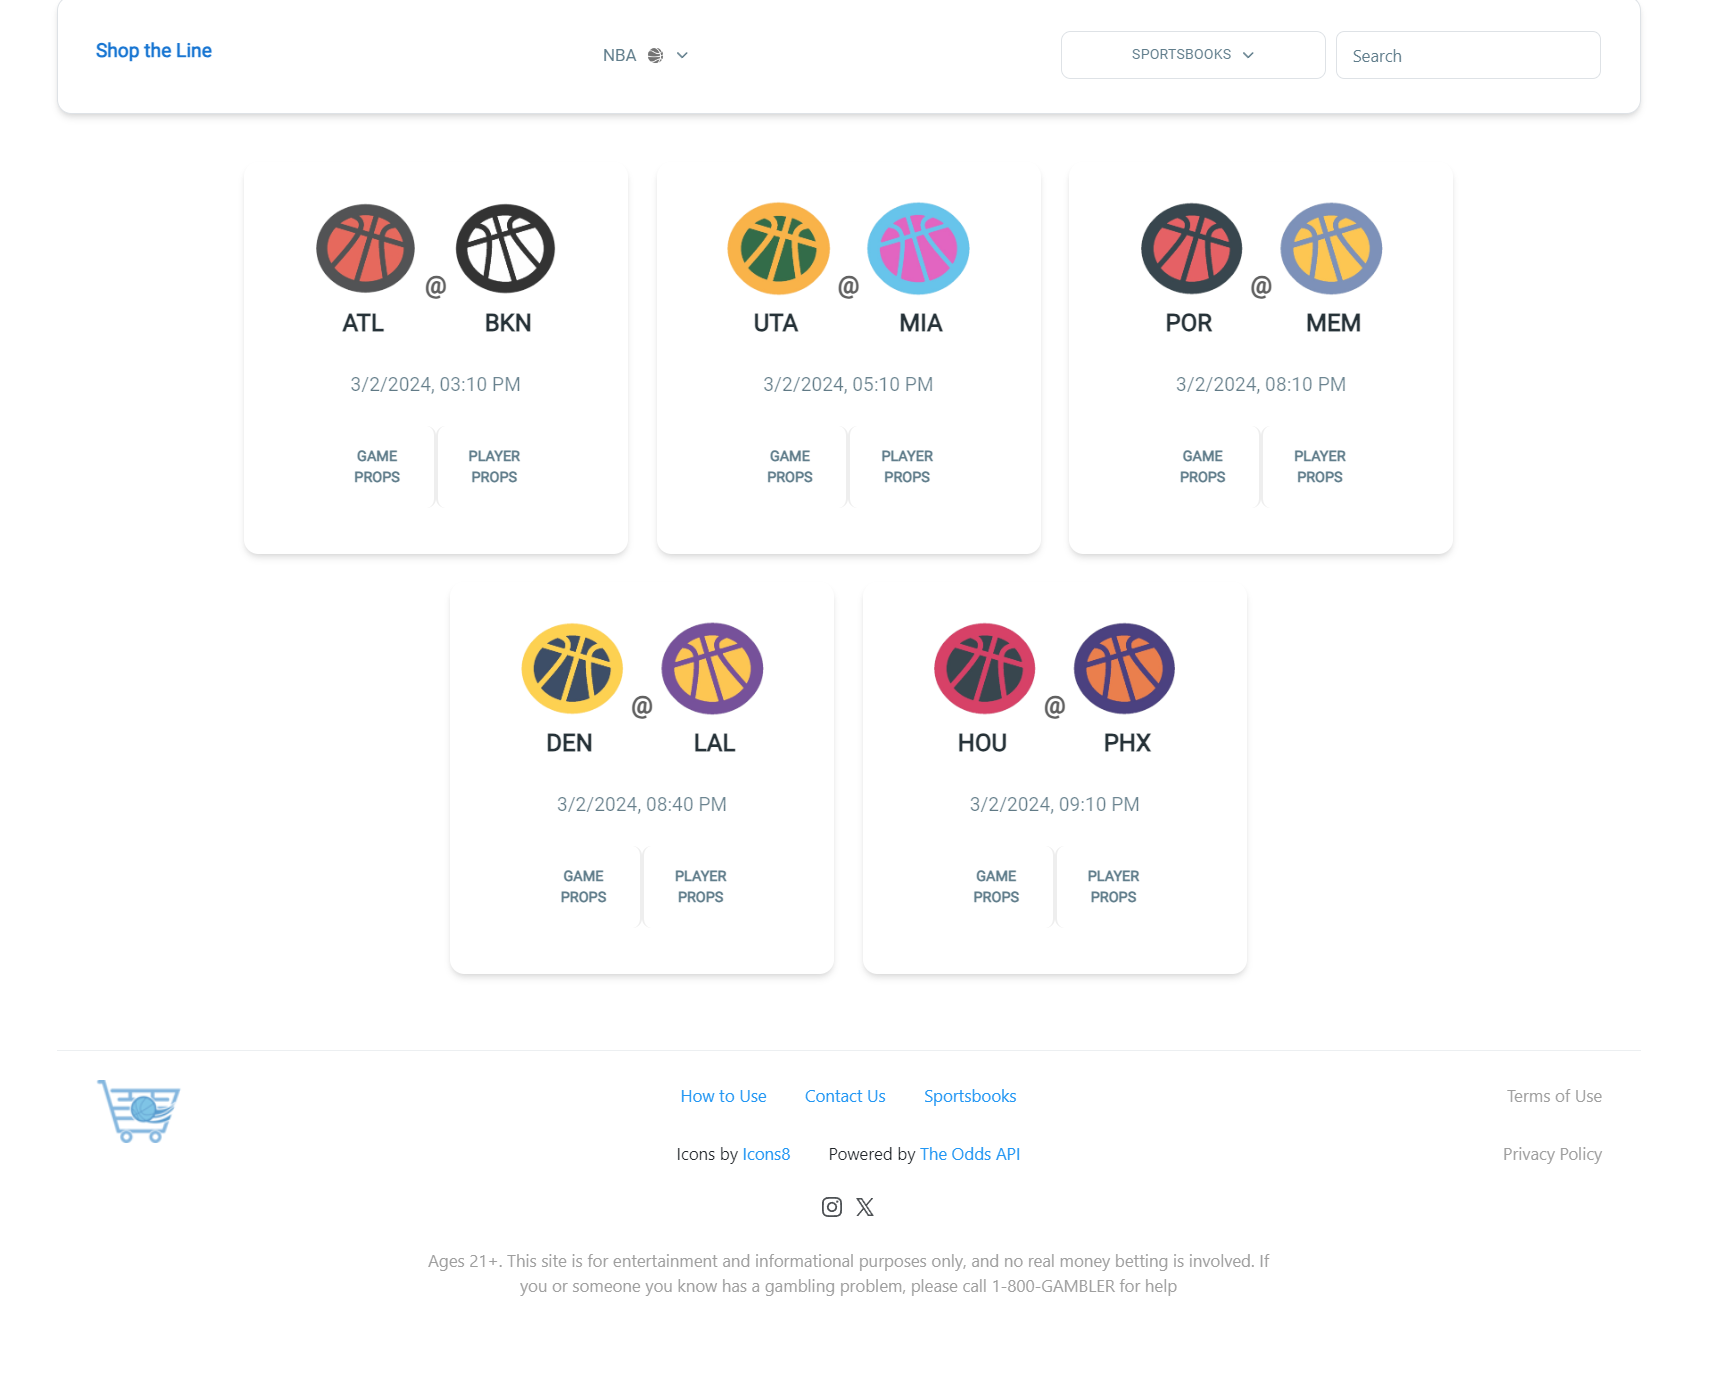 Shop the Line
NBA
SPORTSBOOKS
Search
ATL @ BKN
3/2/2024, 03:10 PM
GAME PROPS
PLAYER PROPS
UTA @ MIA
3/2/2024, 05:10 PM
GAME PROPS
PLAYER PROPS
POR @ MEM
3/2/2024, 08:10 PM
GAME PROPS
PLAYER PROPS
DEN @ LAL
3/2/2024, 08:40 PM
GAME PROPS
PLAYER PROPS
HOU @ PHX
3/2/2024, 09:10 PM
GAME PROPS
PLAYER PROPS
How to Use Contact Us Sportsbooks
Terms of Use
Icons by Icons8 Powered by The Odds API
Privacy Policy
Ages 21+. This site is for entertainment and informational purposes only, and no real money betting is involved. If
you or someone you know has a gambling problem, please call 1-800-GAMBLER for help